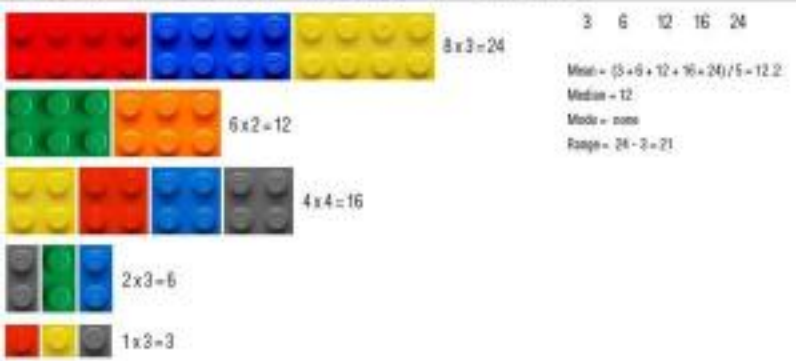 8 x 3 = 24
6 x 2 = 12
4 x 4 = 16
2 x 3 = 6
1 x 3 = 3
3 6 12 16 24
Mean = (3 + 6 + 12 + 16 + 24) / 5 = 12.2
Median = 12
Mode = none
Range = 24 - 3 = 21